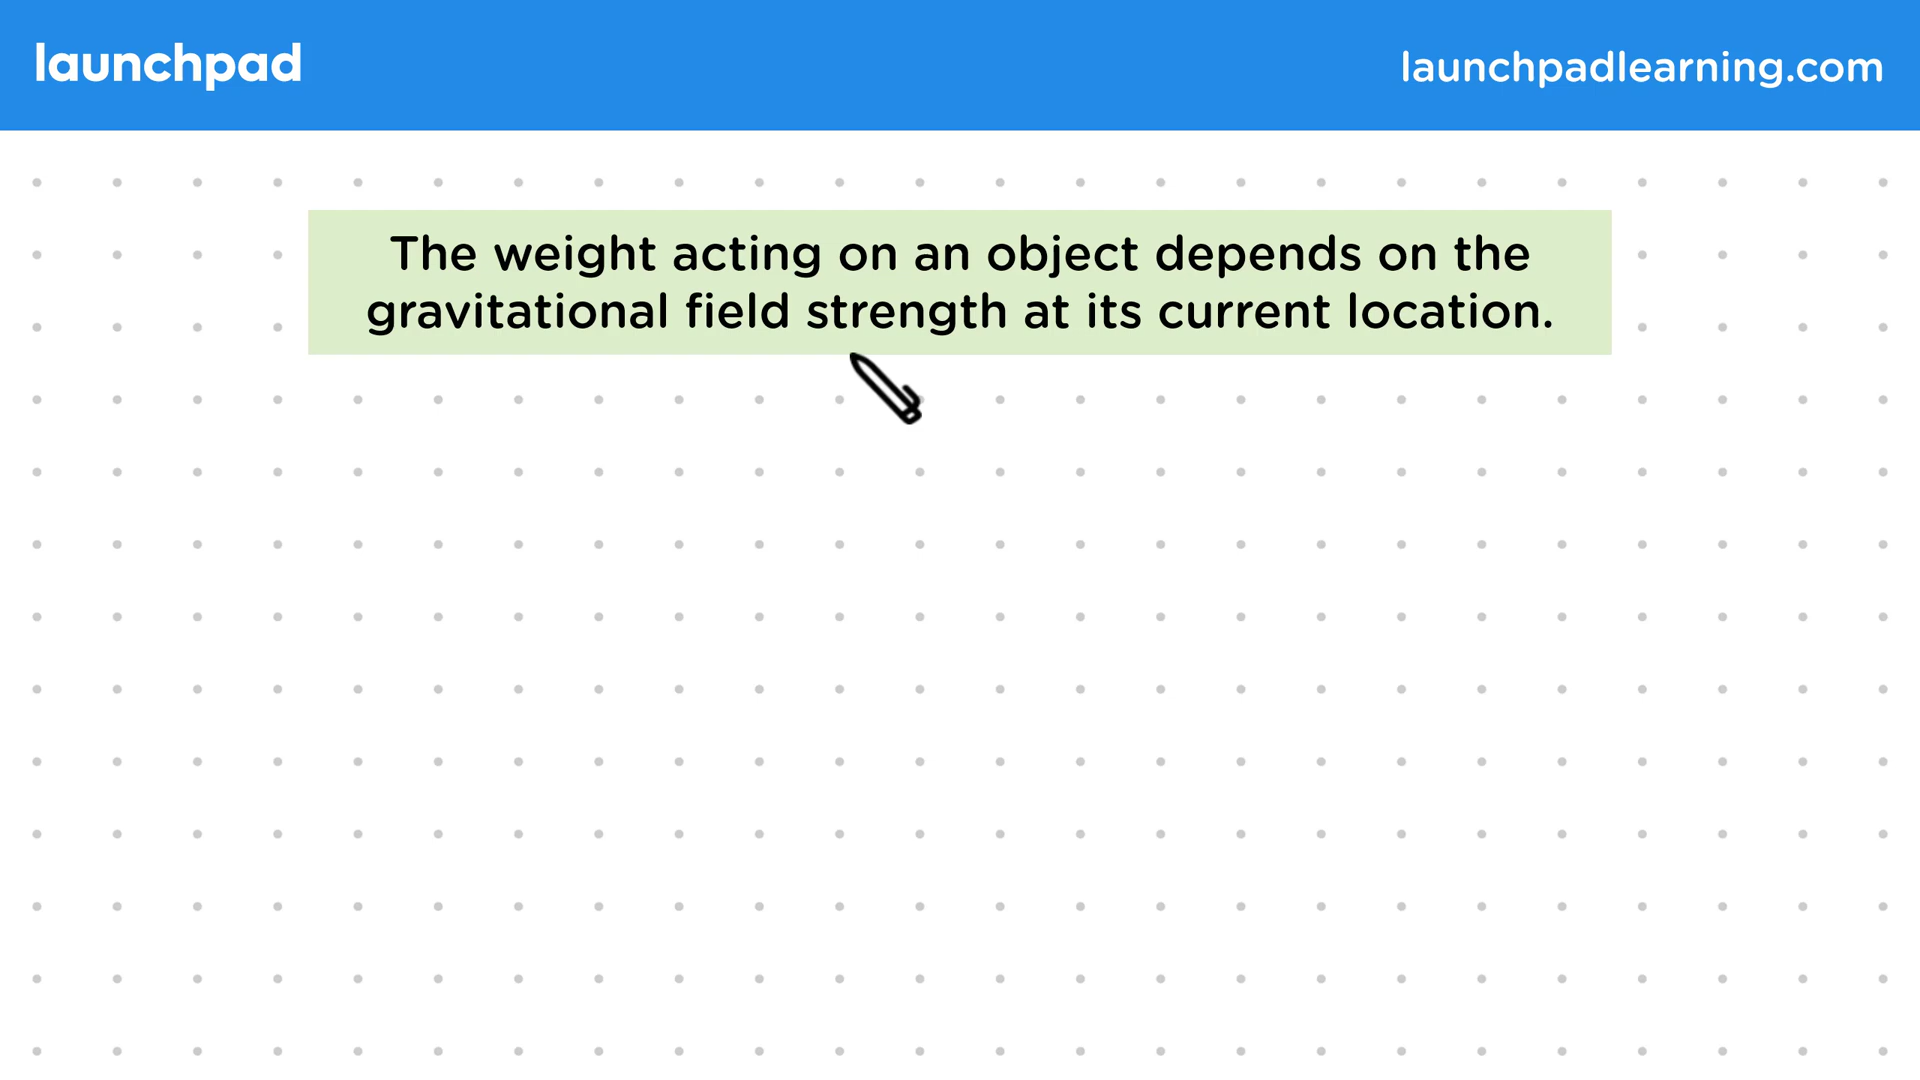 launchpad
launchpadlearning.com
The weight acting on an object depends on the
gravitational field strength at its current location.